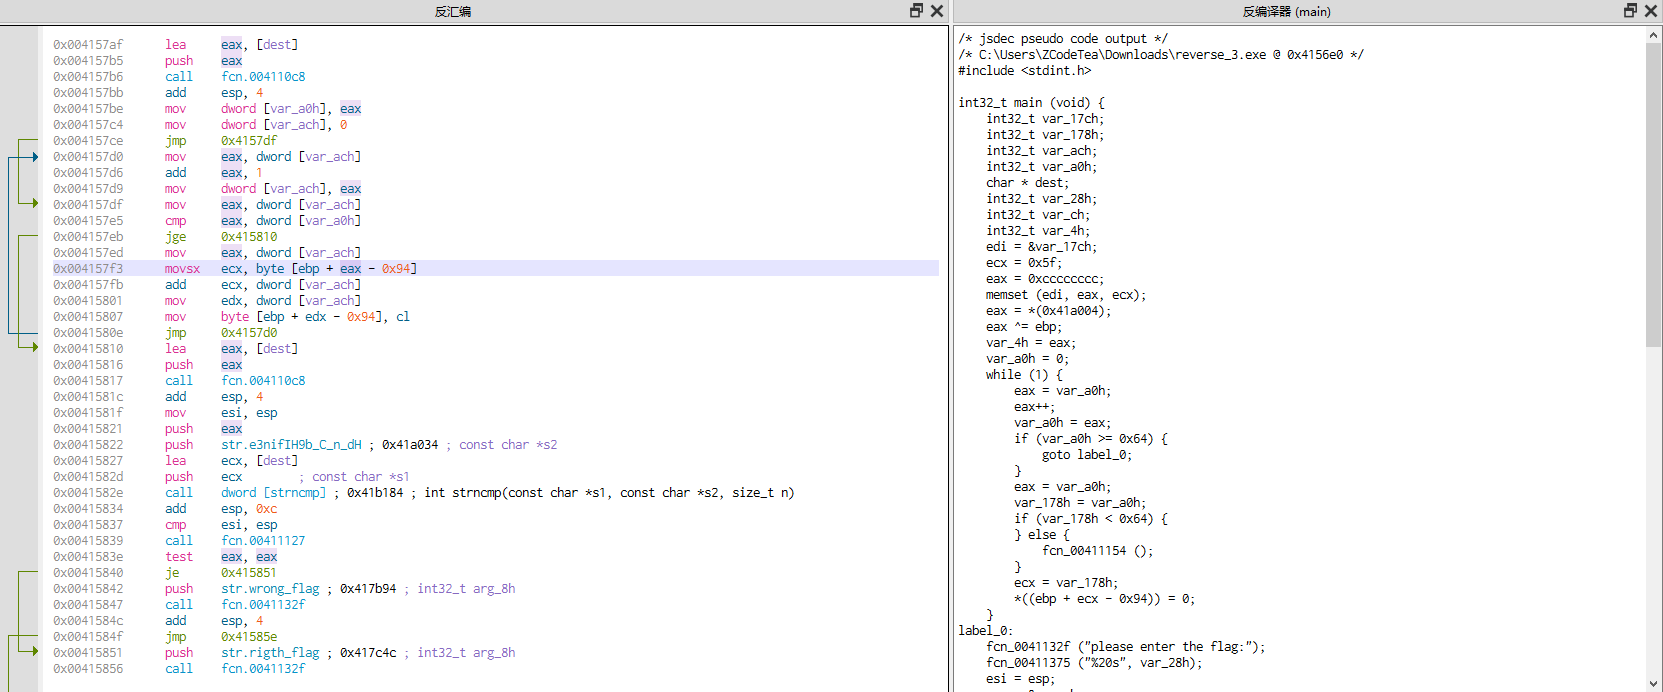 反汇编
0x004157af lea eax, [dest]
0x004157b5 push eax
0x004157b6 call fcn.004110c8
0x004157bb add esp, 4
0x004157be mov dword [var_a0h], eax
0x004157c4 mov dword [var_ach], 0
0x004157ce jmp 0x4157df
0x004157d0 mov eax, dword [var_ach]
0x004157d6 add eax, 1
0x004157d9 mov dword [var_ach], eax
0x004157df mov eax, dword [var_ach]
0x004157e5 cmp eax, dword [var_a0h]
0x004157eb jge 0x415810
0x004157ed mov eax, dword [var_ach]
0x004157f3 movsx ecx, byte [ebp + eax - 0x94]
0x004157fb add ecx, dword [var_ach]
0x00415801 mov edx, dword [var_ach]
0x00415807 mov byte [ebp + edx - 0x94], cl
0x0041580e jmp 0x4157d0
0x00415810 lea eax, [dest]
0x00415816 push eax
0x00415817 call fcn.004110c8
0x0041581c add esp, 4
0x0041581f mov esi, esp
0x00415821 push eax
0x00415822 push str.e3nifIH9b_C_n_dH ; 0x41a034 ; const char *s2
0x00415827 lea ecx, [dest]
0x0041582d push ecx ; const char *s1
0x0041582e call dword [strncmp] ; 0x41b184 ; int strncmp(const char *s1, const char *s2, size_t n)
0x00415834 add esp, 0xc
0x00415837 cmp esi, esp
0x00415839 call fcn.00411127
0x0041583e test eax, eax
0x00415840 je 0x415851
0x00415842 push str.wrong_flag ; 0x417b94 ; int32_t arg_8h
0x00415847 call fcn.0041132f
0x0041584c add esp, 4
0x0041584f jmp 0x41585e
0x00415851 push str.rigth_flag ; 0x417c4c ; int32_t arg_8h
0x00415856 call fcn.0041132f
反编译器 (main)
/* jsdec pseudo code output */
/* C:\Users\ZCodeTea\Downloads\reverse_3.exe @ 0x4156e0 */
#include <stdint.h>
int32_t main (void) {
int32_t var_17ch;
int32_t var_178h;
int32_t var_ach;
int32_t var_a0h;
char * dest;
int32_t var_28h;
int32_t var_ch;
int32_t var_4h;
edi = &var_17ch;
ecx = 0x5f;
eax = 0xcccccccc;
memset (edi, eax, ecx);
eax = *(0x41a004);
eax ^= ebp;
var_4h = eax;
var_a0h = 0;
while (1) {
eax = var_a0h;
eax++;
var_a0h = eax;
if (var_a0h >= 0x64) {
goto label_0;
}
eax = var_a0h;
var_178h = var_a0h;
if (var_178h < 0x64) {
} else {
fcn_00411154 ();
}
ecx = var_178h;
*((ebp + ecx - 0x94)) = 0;
}
label_0:
fcn_0041132f ("please enter the flag:");
fcn_00411375 ("%20s", var_28h);
esi = esp;